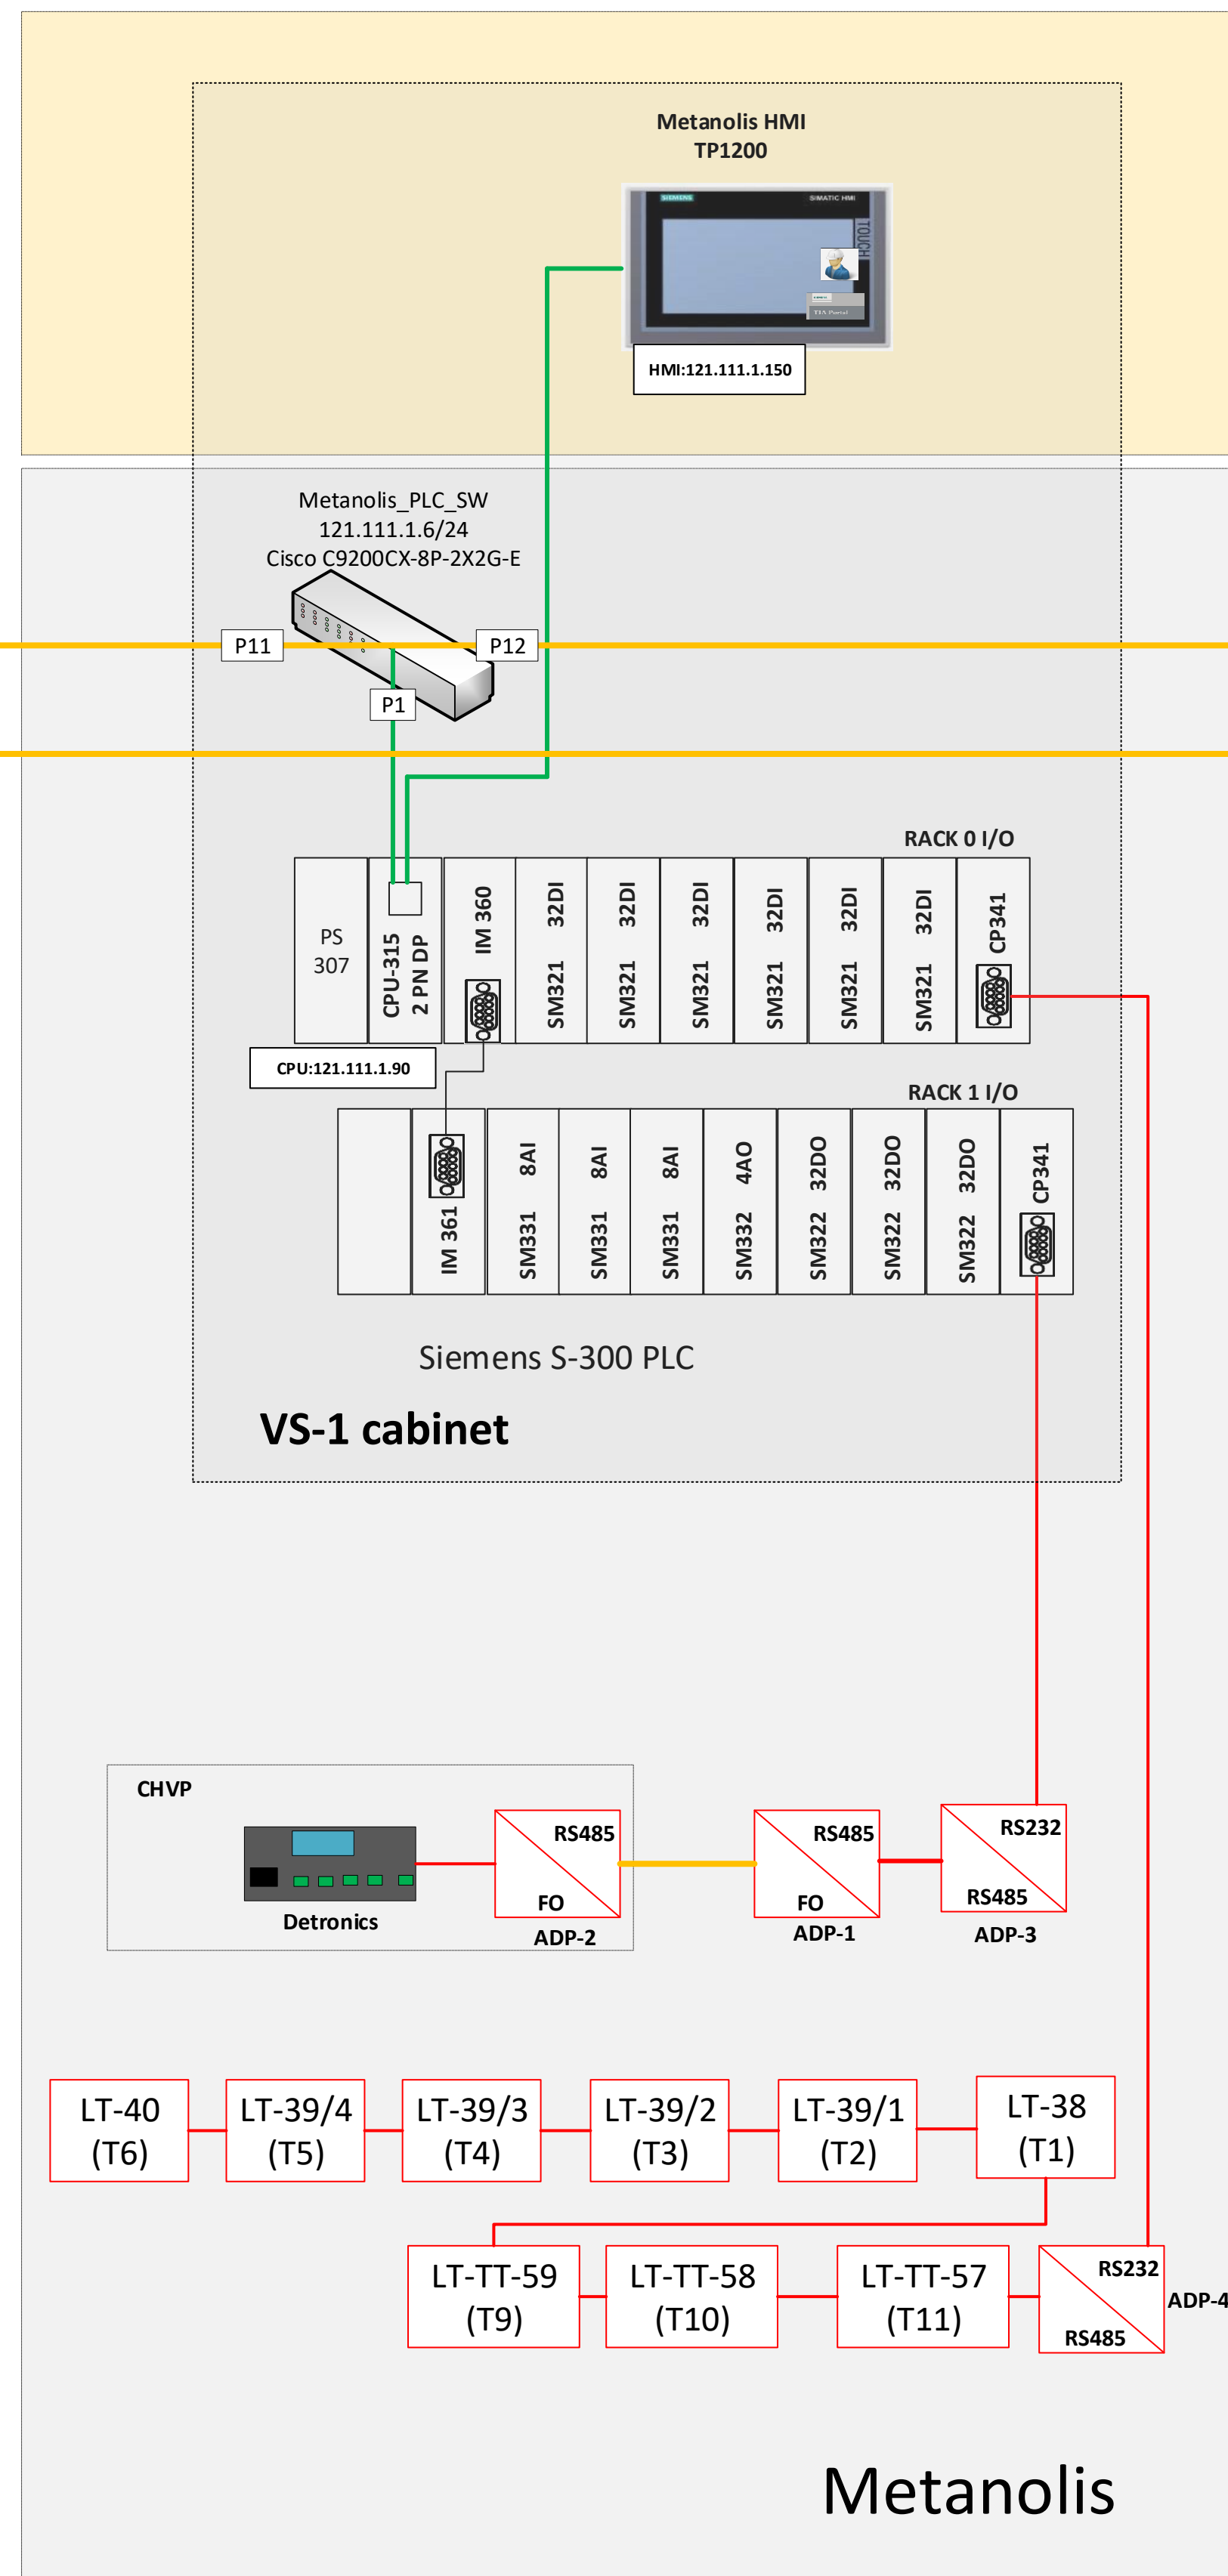 Metanolis HMI
TP1200
SIEMENS
SIMATIC HMI
TOUCH
TIA Portal
HMI:121.111.1.150
Metanolis_PLC_SW
121.111.1.6/24
Cisco C9200CX-8P-2X2G-E
P11
P12
P1
RACK 0 I/O
PS
307
CPU-315
2 PN DP
IM 360
SM321 32DI
SM321 32DI
SM321 32DI
SM321 32DI
SM321 32DI
SM321 32DI
CP341
CPU:121.111.1.90
RACK 1 I/O
IM 361
SM331 8AI
SM331 8AI
SM331 8AI
SM332 4AO
SM322 32DO
SM322 32DO
SM322 32DO
CP341
Siemens S-300 PLC
VS-1 cabinet
CHVP
Detronics
RS485
FO
ADP-2
RS485
FO
ADP-1
RS232
RS485
ADP-3
LT-40
(T6)
LT-39/4
(T5)
LT-39/3
(T4)
LT-39/2
(T3)
LT-39/1
(T2)
LT-38
(T1)
LT-TT-59
(T9)
LT-TT-58
(T10)
LT-TT-57
(T11)
RS232
RS485
ADP-4
Metanolis